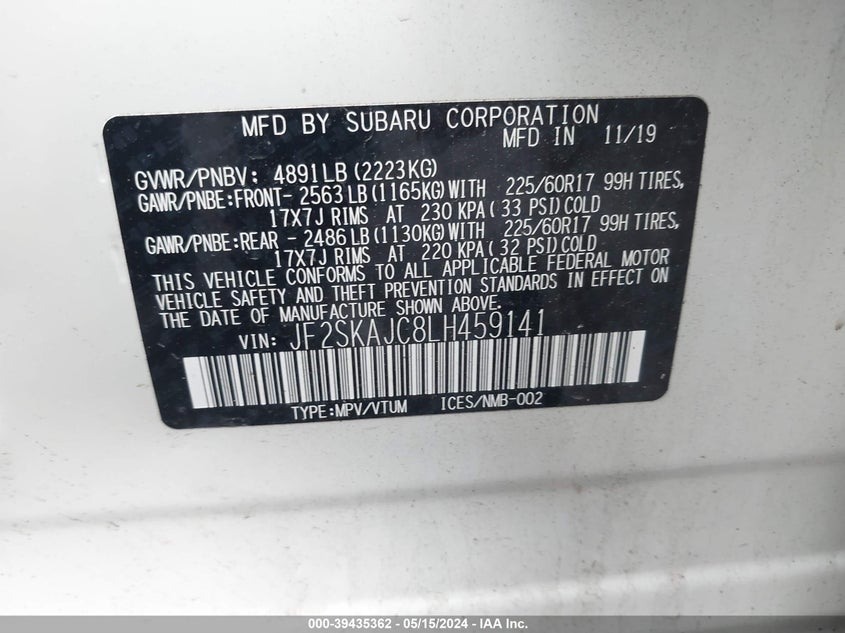 MFD BY SUBARU CORPORATION
MFD IN 11/19
GVWR/PNBV: 4891LB (2223KG)
GAWR/PNBE:FRONT- 2563LB (1165KG) WITH 225/60R17 99H TIRES,
17X7J RIMS AT 230 KPA ( 33 PSI) COLD
GAWR/PNBE:REAR - 2486LB (1130KG) WITH 225/60R17 99H TIRES,
17X7J RIMS AT 220 KPA ( 32 PSI) COLD
THIS VEHICLE CONFORMS TO ALL APPLICABLE FEDERAL MOTOR
VEHICLE SAFETY AND THEFT PREVENTION STANDARDS IN EFFECT ON
THE DATE OF MANUFACTURE SHOWN ABOVE.
VIN: JF2SKAJC8LH459141
TYPE:MPV/VTUM ICES/NMB-002
000-39435362 - 05/15/2024 - IAA Inc.